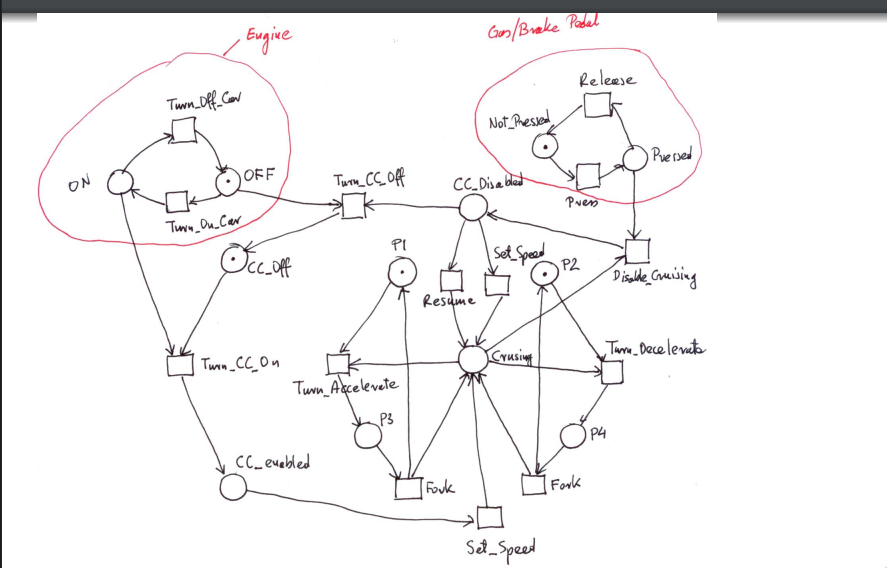 Engine
Gas/Brake Pedal
Turn_Off_Car
Release
Not_Pressed
ON
OFF
Turn_CC_Off
CC_Disabled
Pressed
Press
Turn_On_Car
CC_Off
P1
Set_Speed
P2
Disable_Cruising
Resume
Turn_CC_On
Crusing
Turn_Decelerate
Turn_Accelerate
P3
P4
CC_enabled
Fork
Fork
Set_Speed